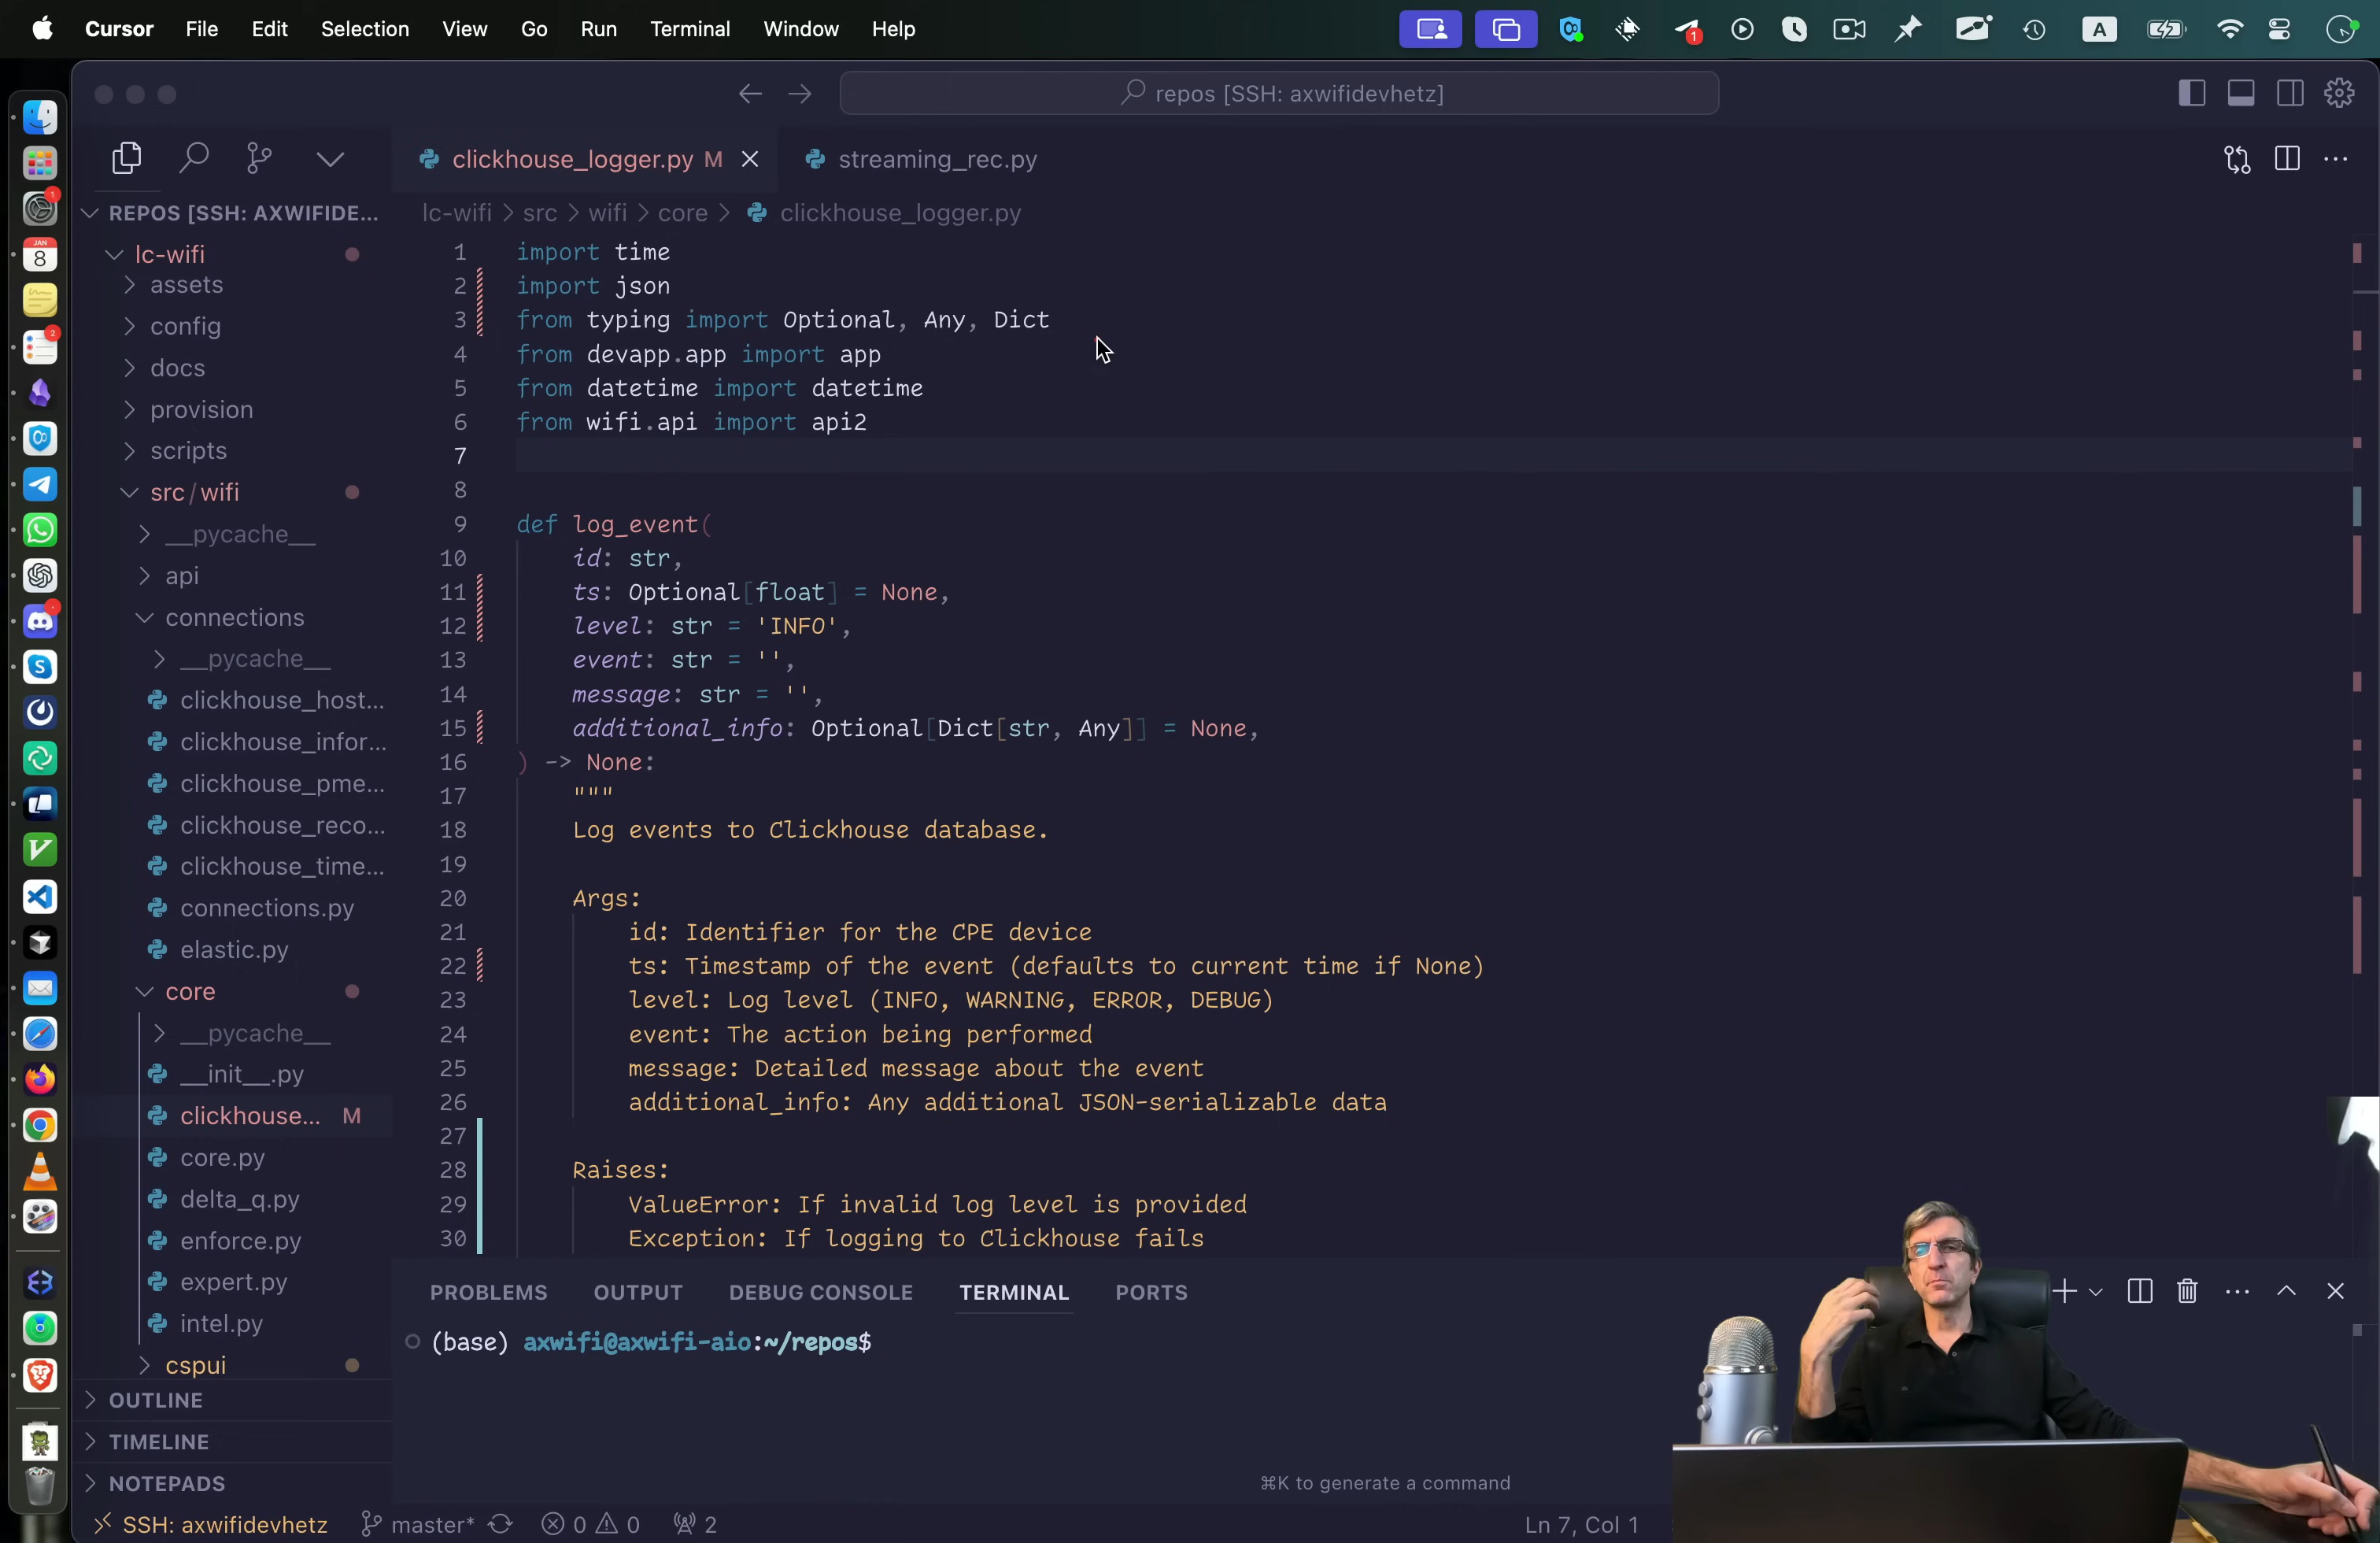 Cursor File Edit Selection View Go Run Terminal Window Help
1
A
repos [SSH: axwifidevhetz]
1
JAN
8
2
REPOS [SSH: AXWIFIDE...
lc-wifi
assets
config
docs
provision
scripts
src/wifi
__pycache__
api
connections
__pycache__
clickhouse_host...
clickhouse_infor...
clickhouse_pme...
clickhouse_reco...
clickhouse_time...
connections.py
elastic.py
core
__pycache__
__init__.py
clickhouse... M
core.py
delta_q.py
enforce.py
expert.py
intel.py
cspui
OUTLINE
TIMELINE
NOTEPADS
clickhouse_logger.py M
streaming_rec.py
lc-wifi > src > wifi > core > clickhouse_logger.py
1 import time
2 import json
3 from typing import Optional, Any, Dict
4 from devapp.app import app
5 from datetime import datetime
6 from wifi.api import api2
7
8
9 def log_event(
10 id: str,
11 ts: Optional[float] = None,
12 level: str = 'INFO',
13 event: str = '',
14 message: str = '',
15 additional_info: Optional[Dict[str, Any]] = None,
16 ) -> None:
17 """
18 Log events to Clickhouse database.
19
20 Args:
21 id: Identifier for the CPE device
22 ts: Timestamp of the event (defaults to current time if None)
23 level: Log level (INFO, WARNING, ERROR, DEBUG)
24 event: The action being performed
25 message: Detailed message about the event
26 additional_info: Any additional JSON-serializable data
27
28 Raises:
29 ValueError: If invalid log level is provided
30 Exception: If logging to Clickhouse fails
PROBLEMS OUTPUT DEBUG CONSOLE TERMINAL PORTS
(base) axwifi@axwifi-aio:~/repos$
⌘K to generate a command
SSH: axwifidevhetz master* 0 0 2 Ln 7, Col 1